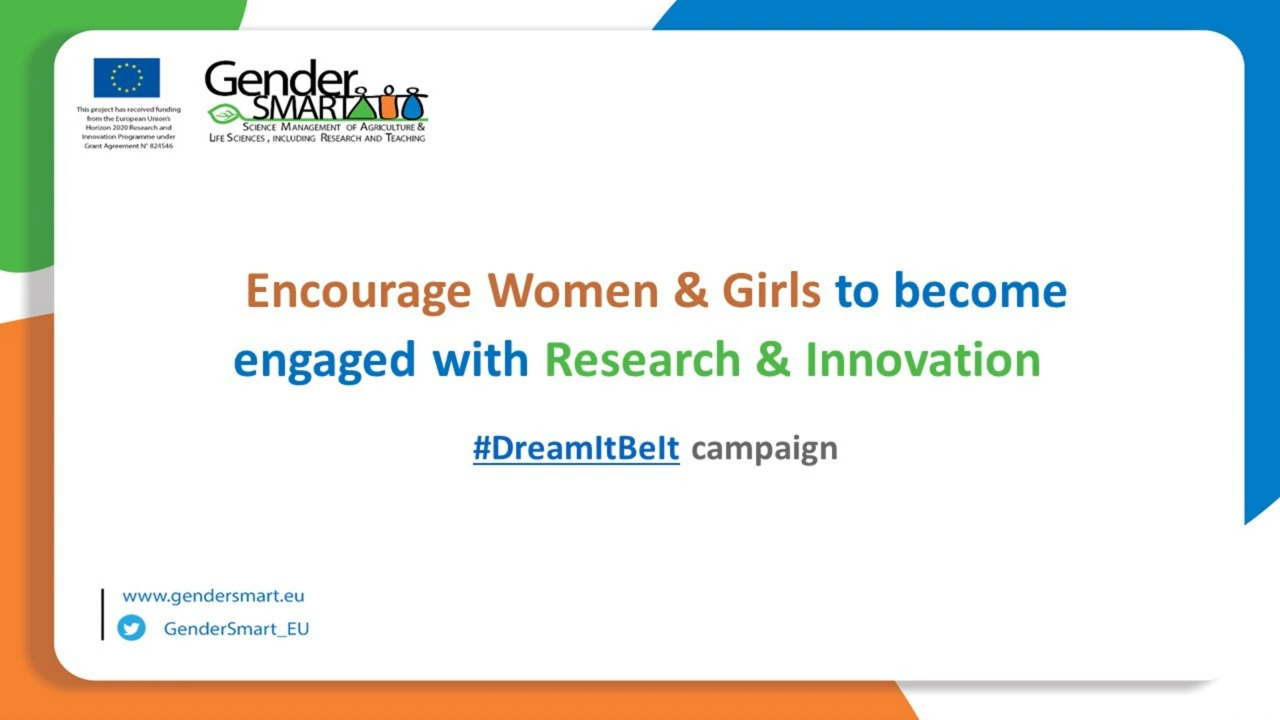 This project has received funding
from the European Union's
Horizon 2020 Research and
Innovation Programme under
Grant Agreement N° 824546
Gender
SMART
SCIENCE MANAGEMENT OF AGRICULTURE &
LIFE SCIENCES , INCLUDING RESEARCH AND TEACHING
Encourage Women & Girls to become
engaged with Research & Innovation
#DreamItBeIt campaign
www.gendersmart.eu
GenderSmart_EU